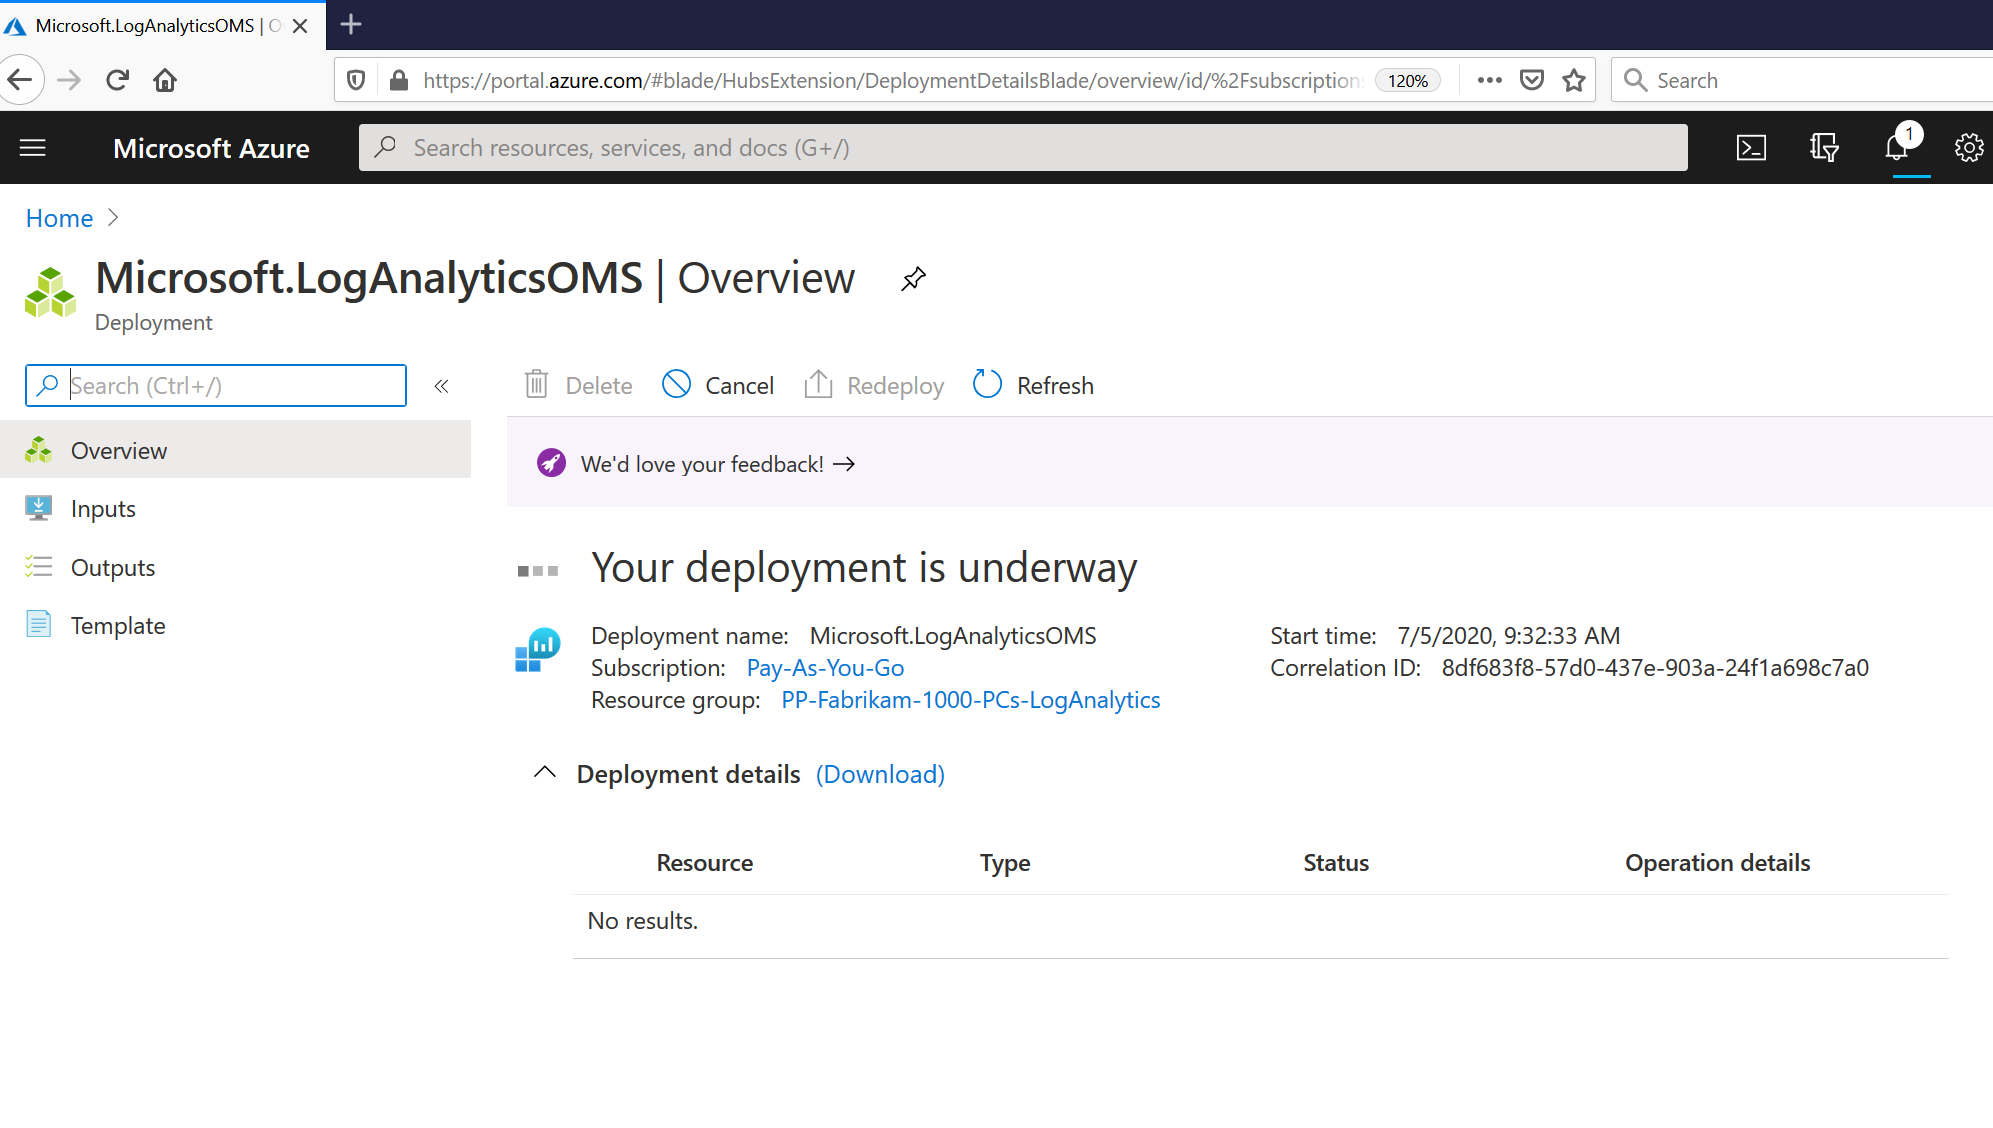 Microsoft.LogAnalyticsOMS | O
https://portal.azure.com/#blade/HubsExtension/DeploymentDetailsBlade/overview/id/%2Fsubscription
120%
Search
Microsoft Azure
Search resources, services, and docs (G+/)
1
Home
Microsoft.LogAnalyticsOMS | Overview
Deployment
Search (Ctrl+/)
«
Delete
Cancel
Redeploy
Refresh
Overview
Inputs
Outputs
Template
We'd love your feedback! →
Your deployment is underway
Deployment name: Microsoft.LogAnalyticsOMS
Subscription: Pay-As-You-Go
Resource group: PP-Fabrikam-1000-PCs-LogAnalytics
Start time: 7/5/2020, 9:32:33 AM
Correlation ID: 8df683f8-57d0-437e-903a-24f1a698c7a0
Deployment details (Download)
Resource Type Status Operation details
No results.